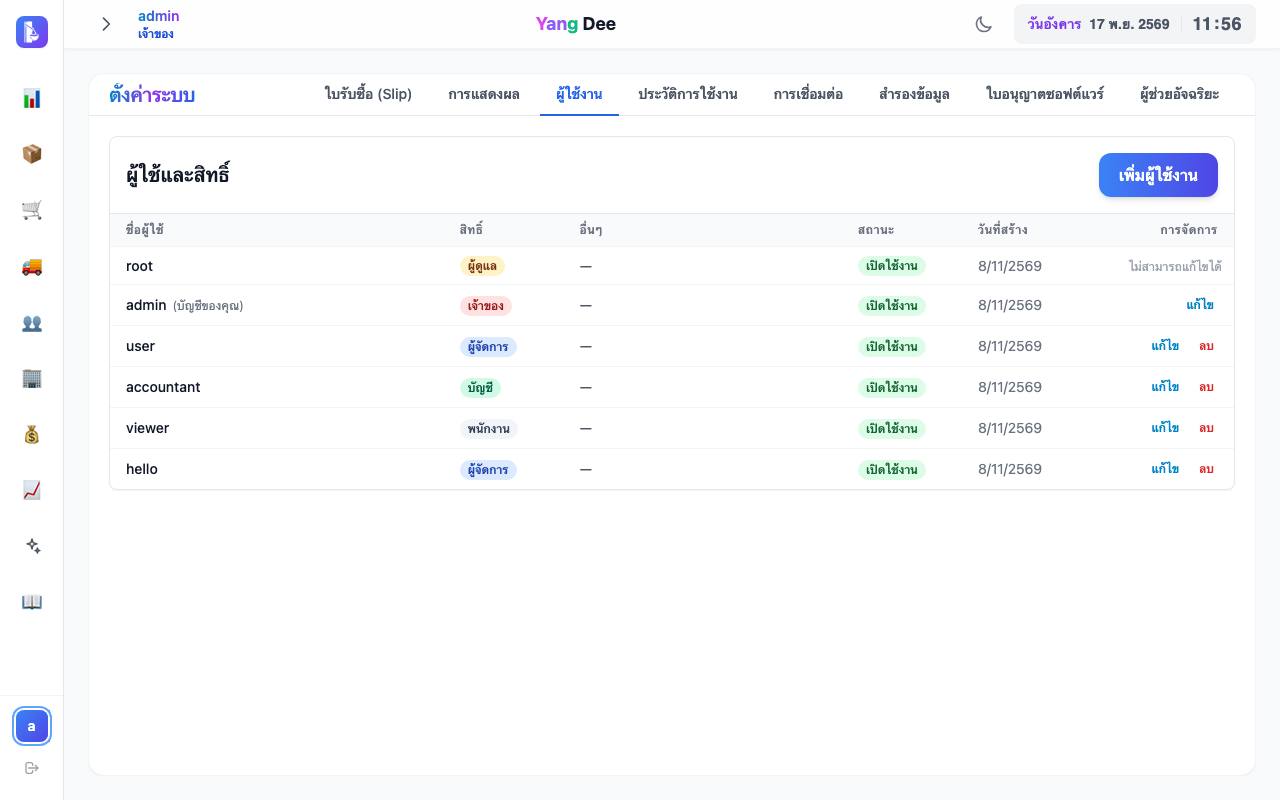 admin
เจ้าของ
Yang Dee
วันอังคาร 17 พ.ย. 2569 11:56
ตั้งค่าระบบ
ใบรับซื้อ (Slip) การแสดงผล ผู้ใช้งาน ประวัติการใช้งาน การเชื่อมต่อ สำรองข้อมูล ใบอนุญาตซอฟต์แวร์ ผู้ช่วยอัจฉริยะ
ผู้ใช้และสิทธิ์
เพิ่มผู้ใช้งาน
ชื่อผู้ใช้ สิทธิ์ อื่นๆ สถานะ วันที่สร้าง การจัดการ
root ผู้ดูแล — เปิดใช้งาน 8/11/2569 ไม่สามารถแก้ไขได้
admin (บัญชีของคุณ) เจ้าของ — เปิดใช้งาน 8/11/2569 แก้ไข
user ผู้จัดการ — เปิดใช้งาน 8/11/2569 แก้ไข ลบ
accountant บัญชี — เปิดใช้งาน 8/11/2569 แก้ไข ลบ
viewer พนักงาน — เปิดใช้งาน 8/11/2569 แก้ไข ลบ
hello ผู้จัดการ — เปิดใช้งาน 8/11/2569 แก้ไข ลบ
a